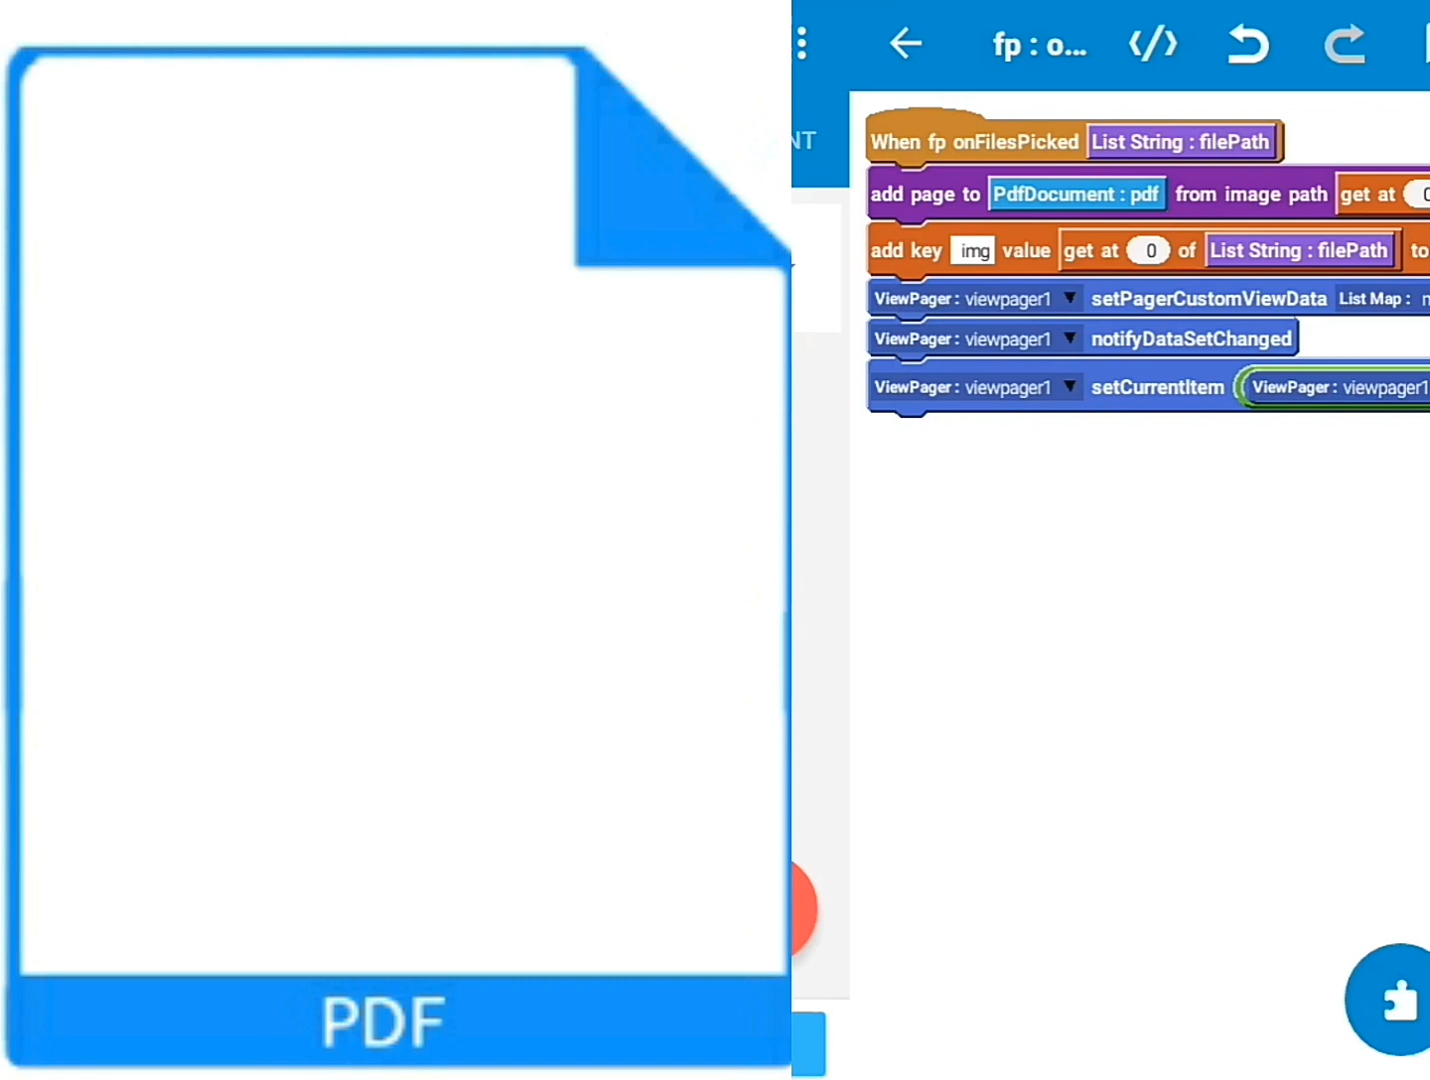 PDF
NT
fp : o...
When fp onFilesPicked List String : filePath
add page to PdfDocument : pdf from image path get at 0
add key img value get at 0 of List String : filePath to
ViewPager : viewpager1 setPagerCustomViewData List Map :
ViewPager : viewpager1 notifyDataSetChanged
ViewPager : viewpager1 setCurrentItem ViewPager : viewpager1